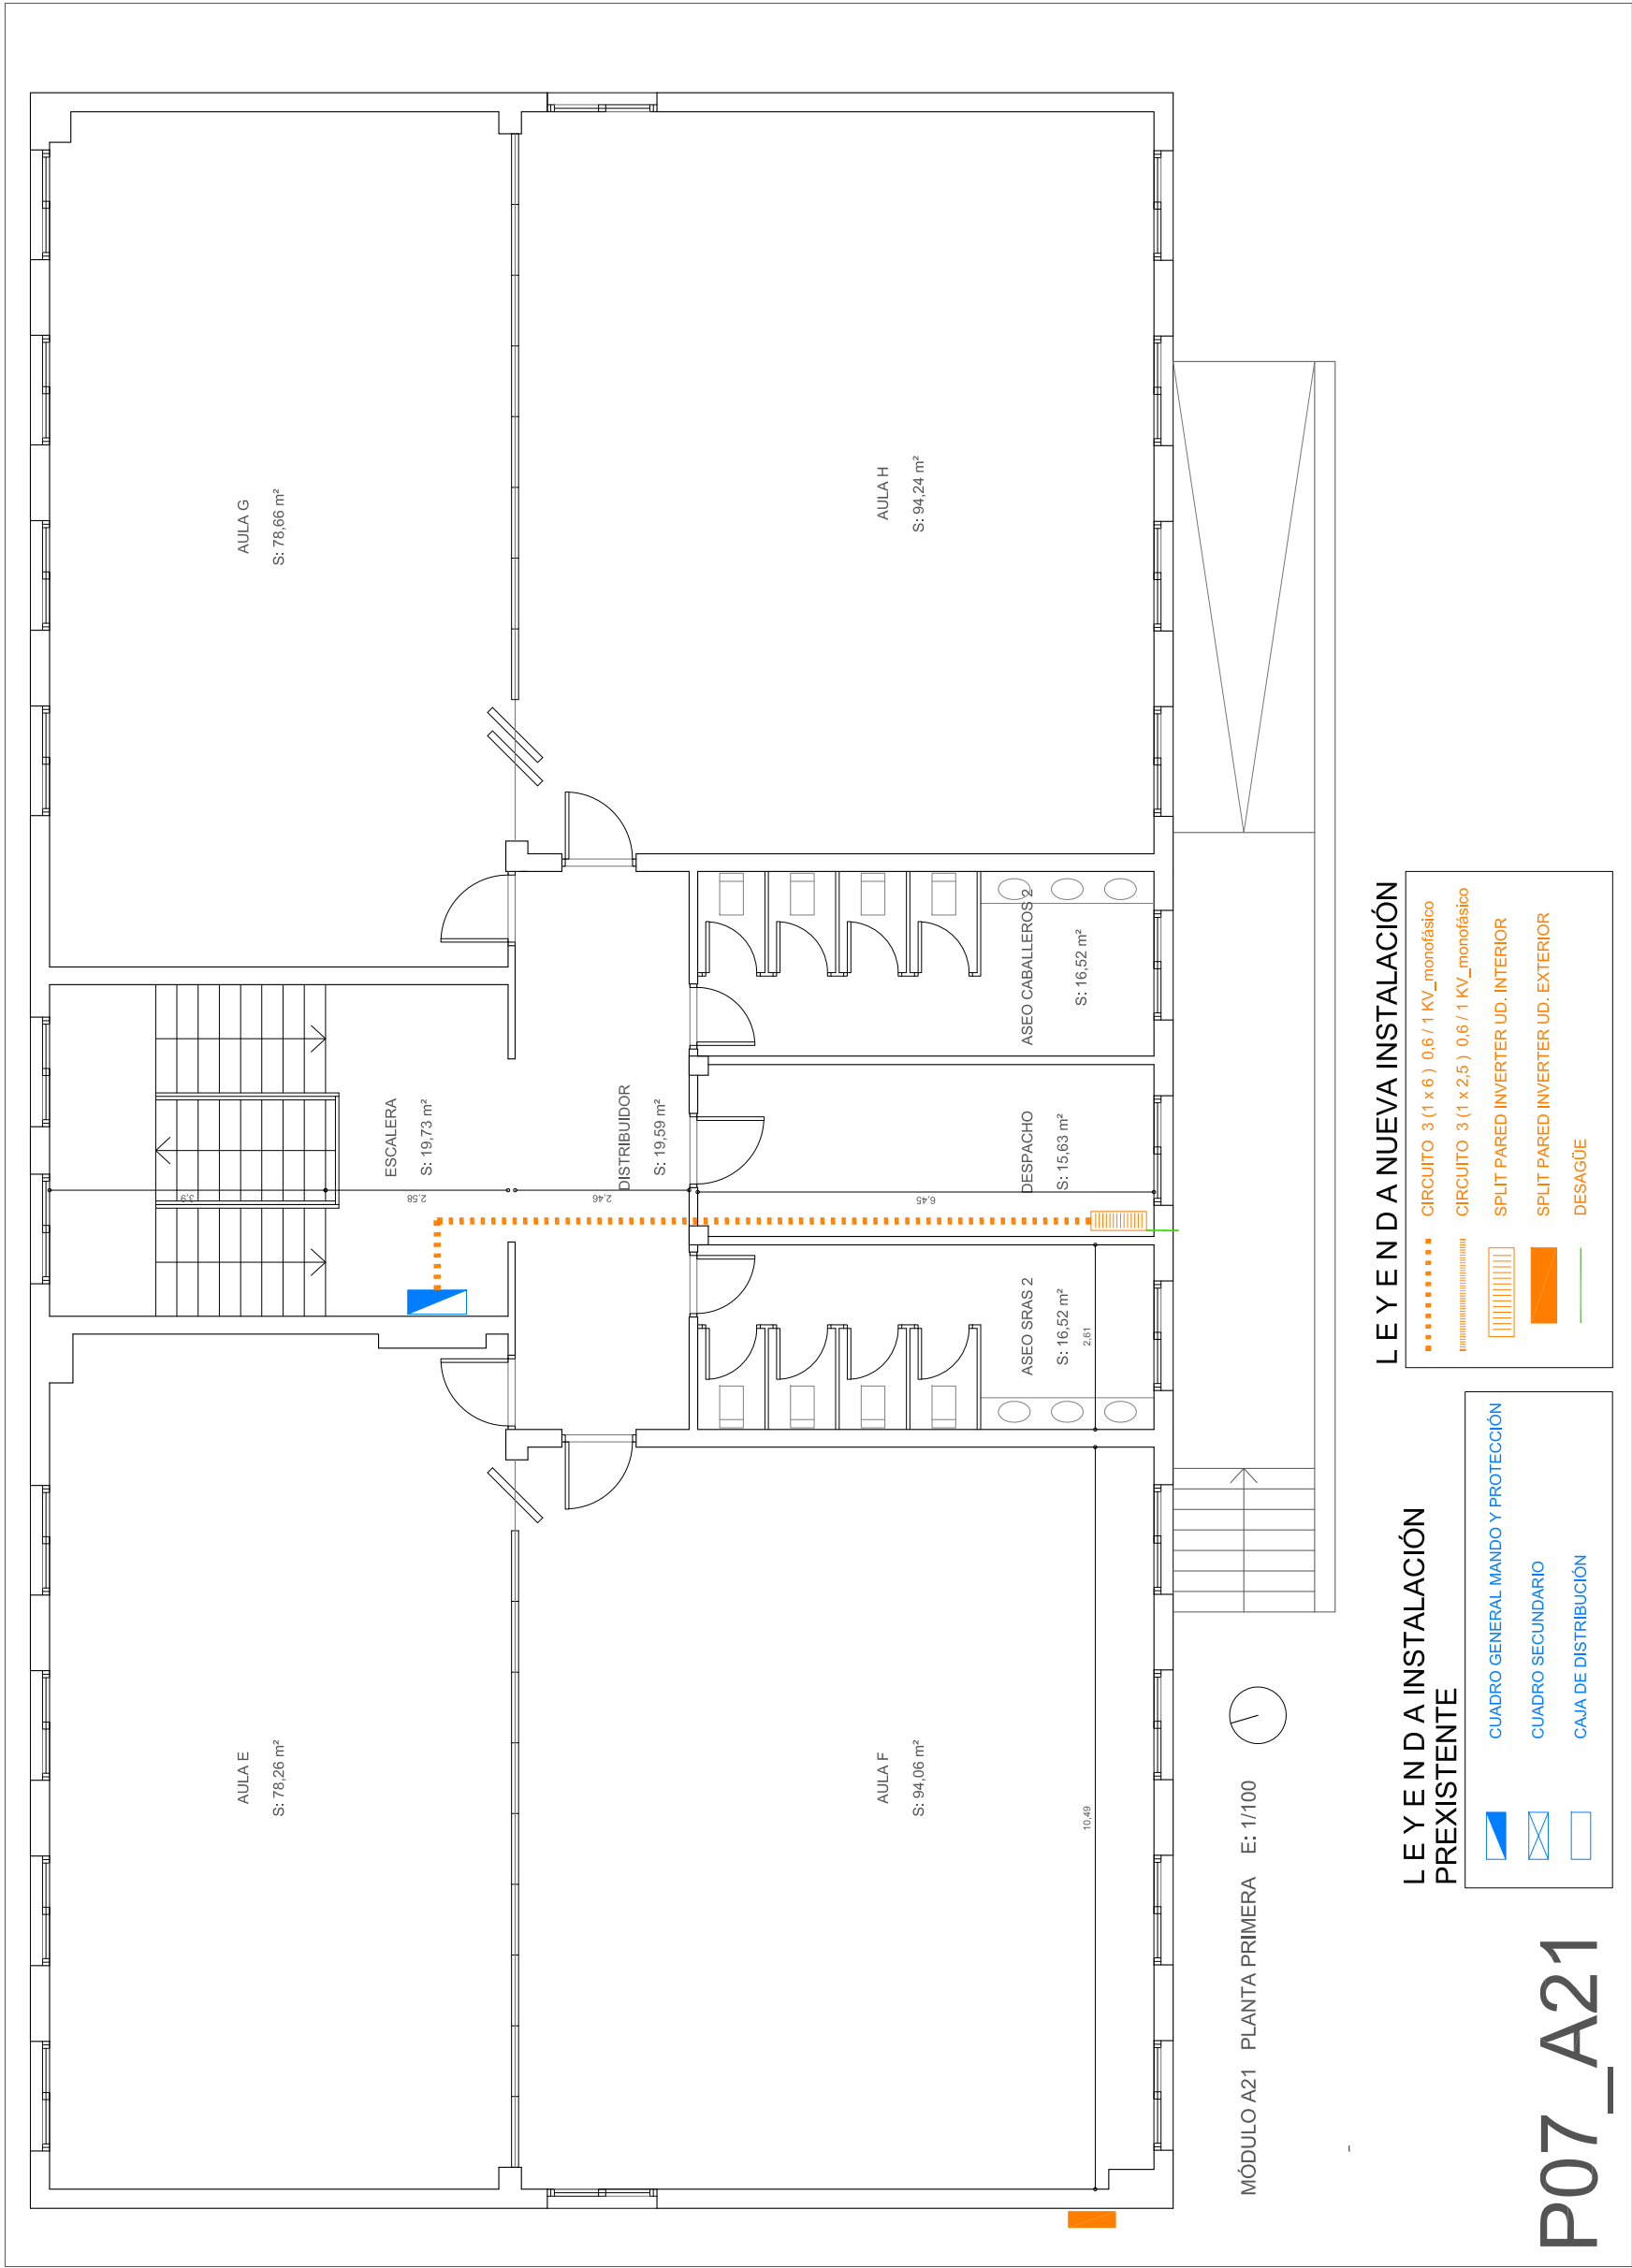 AULA G
S: 78,66 m²
AULA H
S: 94,24 m²
ESCALERA
S: 19,73 m²
DISTRIBUIDOR
S: 19,59 m²
ASEO CABALLEROS 2
S: 16,52 m²
DESPACHO
S: 15,63 m²
ASEO SRAS 2
S: 16,52 m²
AULA E
S: 78,26 m²
AULA F
S: 94,06 m²
3,9
2,58
2,46
6,45
2,61
10,49
MÓDULO A21 PLANTA PRIMERA E: 1/100
L E Y E N D A NUEVA INSTALACIÓN
CIRCUITO 3 (1 x 6 ) 0,6 / 1 KV_monofásico
CIRCUITO 3 (1 x 2,5 ) 0,6 / 1 KV_monofásico
SPLIT PARED INVERTER UD. INTERIOR
SPLIT PARED INVERTER UD. EXTERIOR
DESAGÜE
L E Y E N D A INSTALACIÓN
PREXISTENTE
CUADRO GENERAL MANDO Y PROTECCIÓN
CUADRO SECUNDARIO
CAJA DE DISTRIBUCIÓN
P07_A21